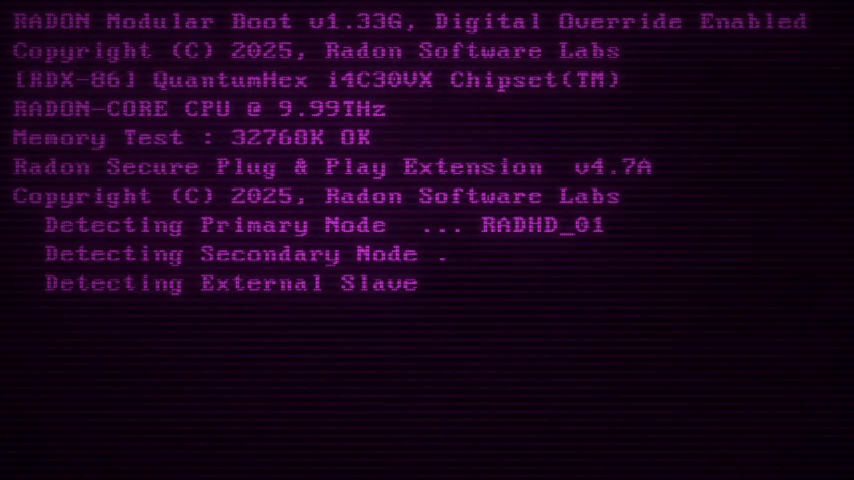 RADON Modular Boot v1.33G, Digital Override Enabled
Copyright (C) 2025, Radon Software Labs
[RDX-86] QuantumHex i4C30VX Chipset(TM)
RADON-CORE CPU @ 9.99THz
Memory Test : 32768K OK
Radon Secure Plug & Play Extension  v4.7A
Copyright (C) 2025, Radon Software Labs
  Detecting Primary Node  ... RADHD_01
  Detecting Secondary Node .
  Detecting External Slave